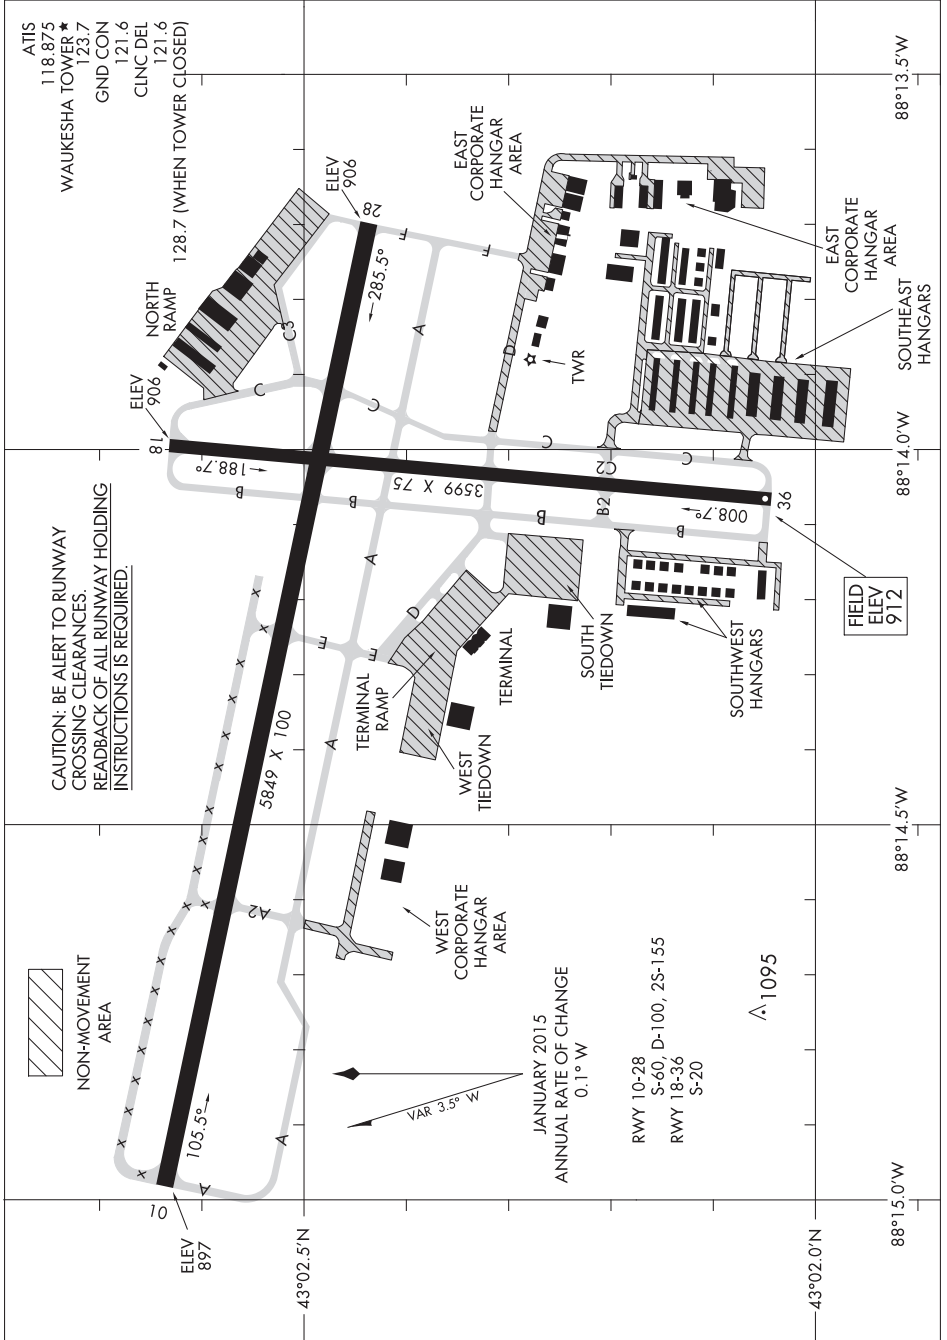 ATIS
118.875
WAUKESHA TOWER ★
123.7
GND CON
121.6
CLNC DEL
121.6
128.7 (WHEN TOWER CLOSED)
CAUTION: BE ALERT TO RUNWAY
CROSSING CLEARANCES.
READBACK OF ALL RUNWAY HOLDING
INSTRUCTIONS IS REQUIRED.
NON-MOVEMENT
AREA
NORTH
RAMP
ELEV
906
18
188.7°
ELEV
906
28
285.5°
C3
C
C
A
F
F
B
B
A
3599 X 75
D
TWR
EAST
CORPORATE
HANGAR
AREA
EAST
CORPORATE
HANGAR
AREA
SOUTHEAST
HANGARS
C
C2
C
B
B2
B
008.7°
36
FIELD
ELEV
912
E
E
D
A
5849 X 100
TERMINAL
RAMP
TERMINAL
SOUTH
TIEDOWN
SOUTHWEST
HANGARS
WEST
TIEDOWN
WEST
CORPORATE
HANGAR
AREA
A2
A
A
105.5°
10
ELEV
897
VAR 3.5° W
JANUARY 2015
ANNUAL RATE OF CHANGE
0.1° W
RWY 10-28
S-60, D-100, 2S-155
RWY 18-36
S-20
1095
x x x x x x x x x x x x x x x x x x
43°02.5'N
43°02.0'N
88°15.0'W
88°14.5'W
88°14.0'W
88°13.5'W